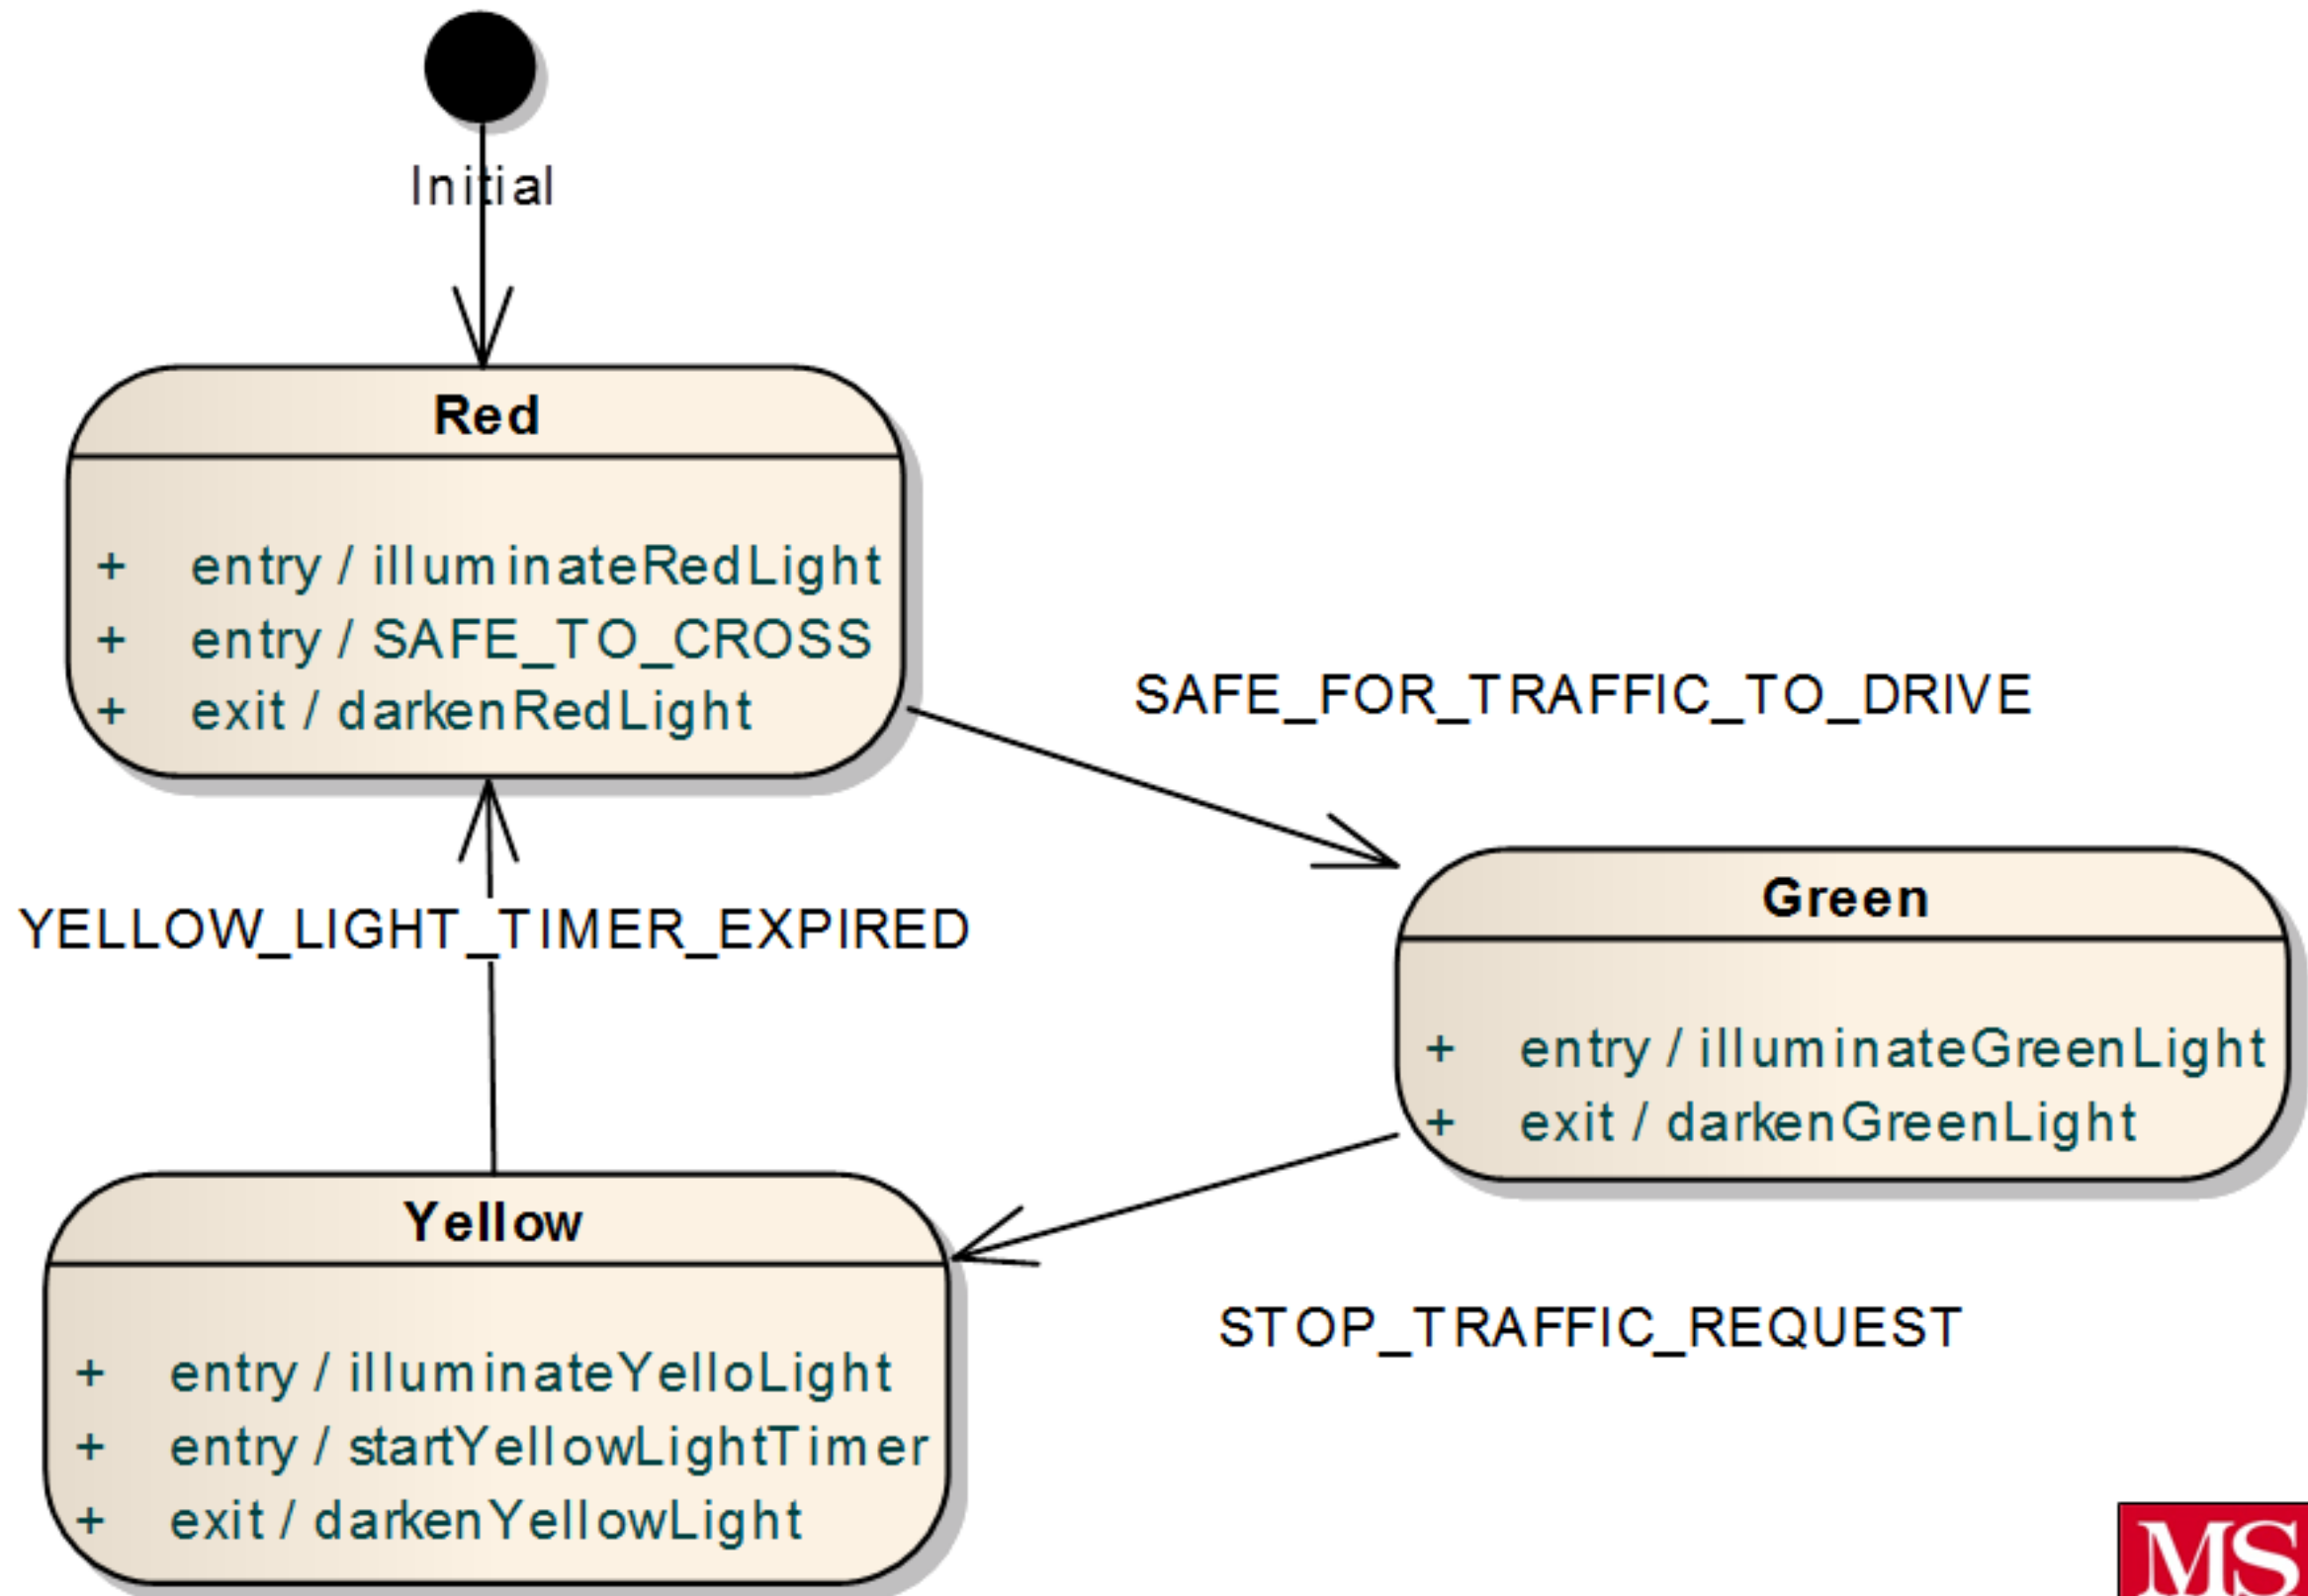 Initial
Red
+ entry / illuminateRedLight
+ entry / SAFE_TO_CROSS
+ exit / darkenRedLight
SAFE_FOR_TRAFFIC_TO_DRIVE
YELLOW_LIGHT_TIMER_EXPIRED
Green
+ entry / illuminateGreenLight
+ exit / darkenGreenLight
Yellow
+ entry / illuminateYelloLight
+ entry / startYellowLightTimer
+ exit / darkenYellowLight
STOP_TRAFFIC_REQUEST
MS